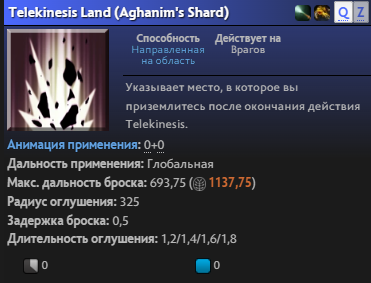 Telekinesis Land (Aghanim's Shard)
Q Z
Способность Действует на
Направленная Врагов
на область
Указывает место, в которое вы
приземлитесь после окончания действия
Telekinesis.
Анимация применения: 0+0
Дальность применения: Глобальная
Макс. дальность броска: 693,75 (1137,75)
Радиус оглушения: 325
Задержка броска: 0,5
Длительность оглушения: 1,2/1,4/1,6/1,8
0 0